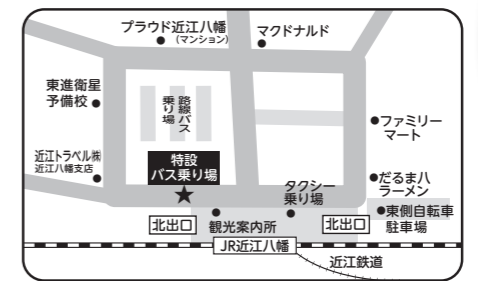 プラウド近江八幡
(マンション)
マクドナルド
東進衛星
予備校
路線バス
乗り場
ファミリー
マート
近江トラベル㈱
近江八幡支店
特設
バス乗り場
★
タクシー
乗り場
だるま八
ラーメン
東側自転車
駐車場
北出口
観光案内所
北出口
JR近江八幡
近江鉄道